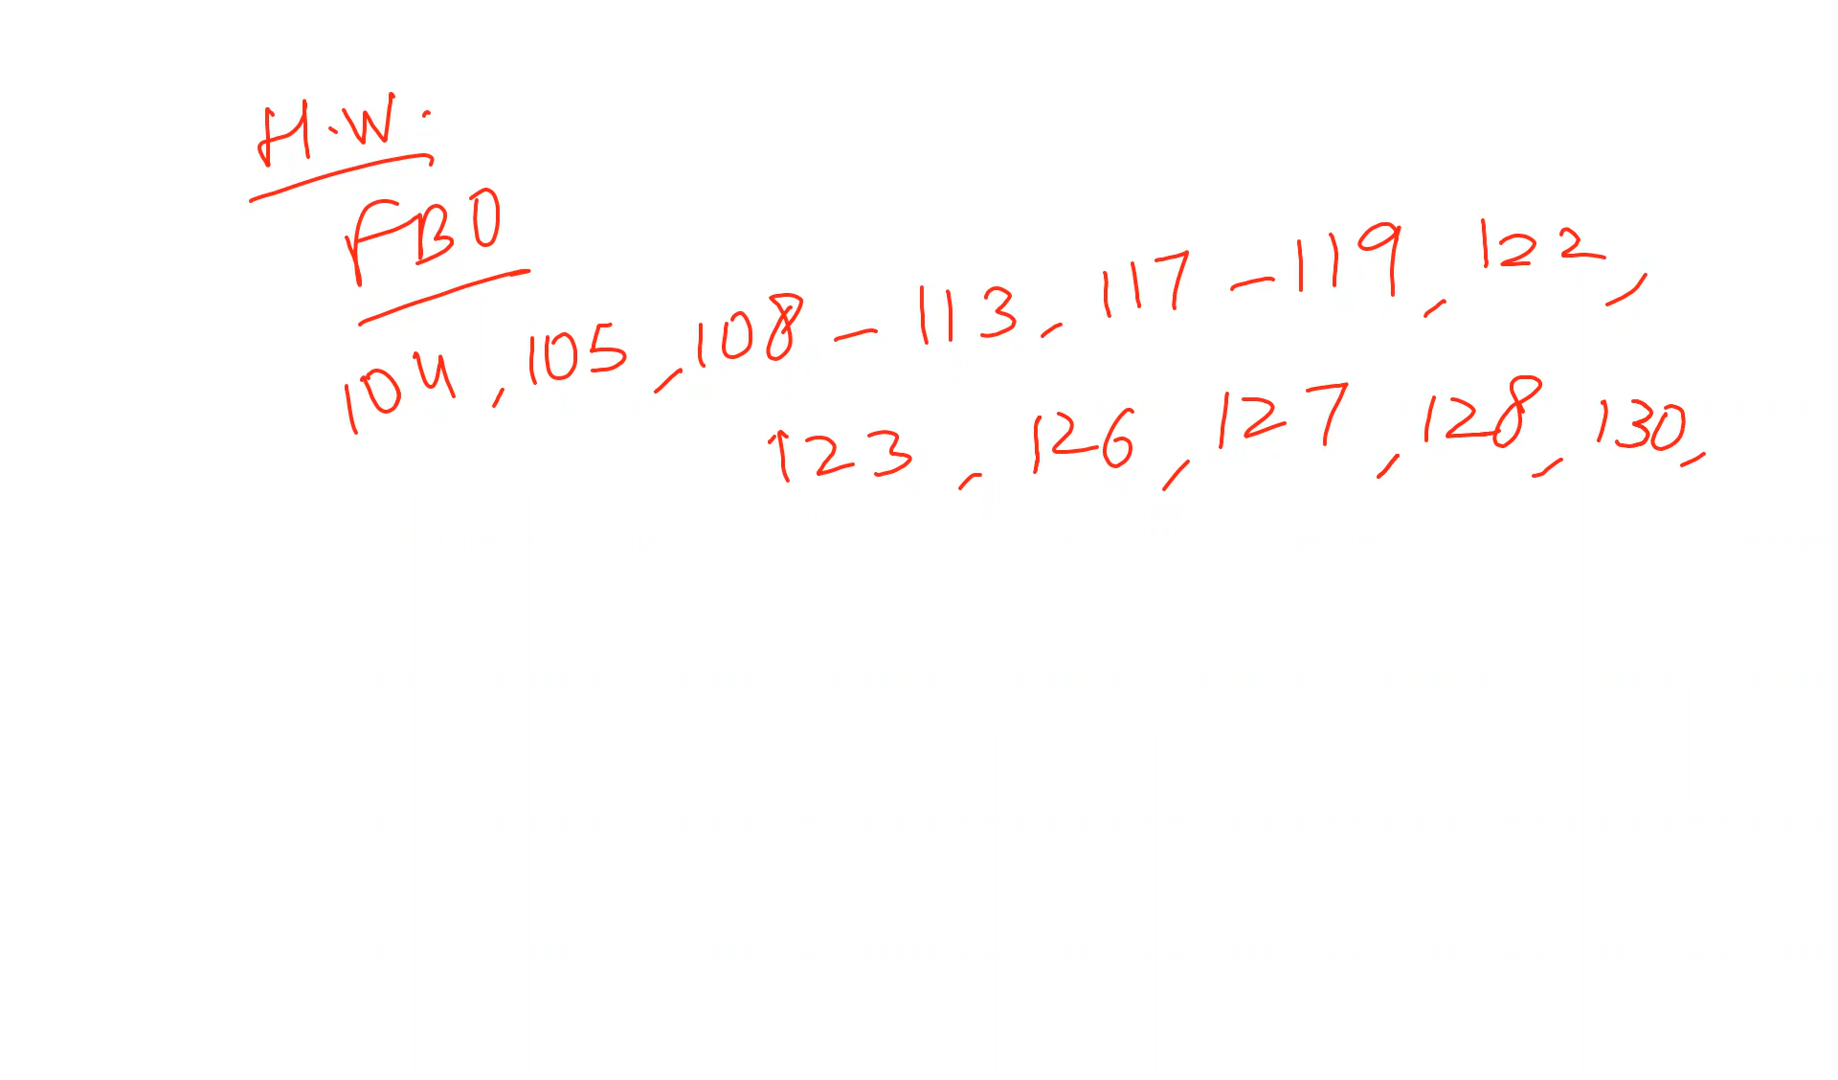 H.W.
FBD
104, 105, 108 - 113, 117 - 119, 122,
123, 126, 127, 128, 130,